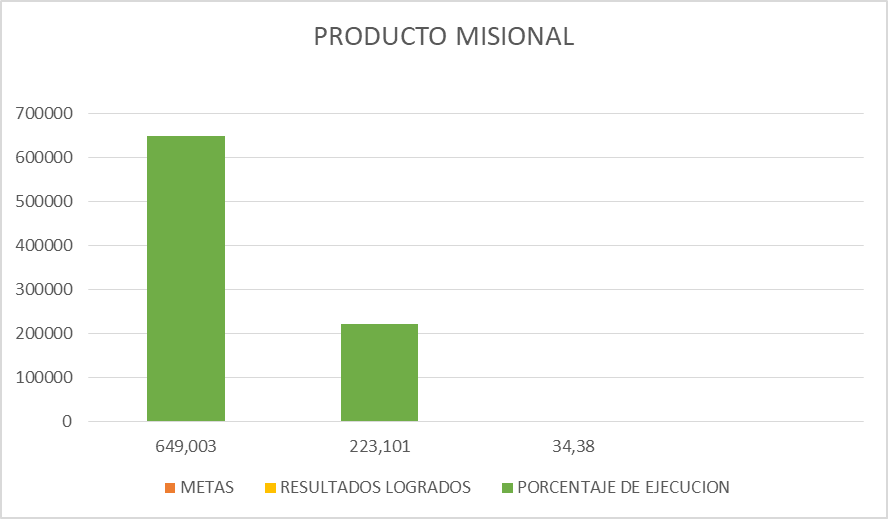 PRODUCTO MISIONAL
700000
600000
500000
400000
300000
200000
100000
0
649,003 223,101 34,38
METAS RESULTADOS LOGRADOS PORCENTAJE DE EJECUCION